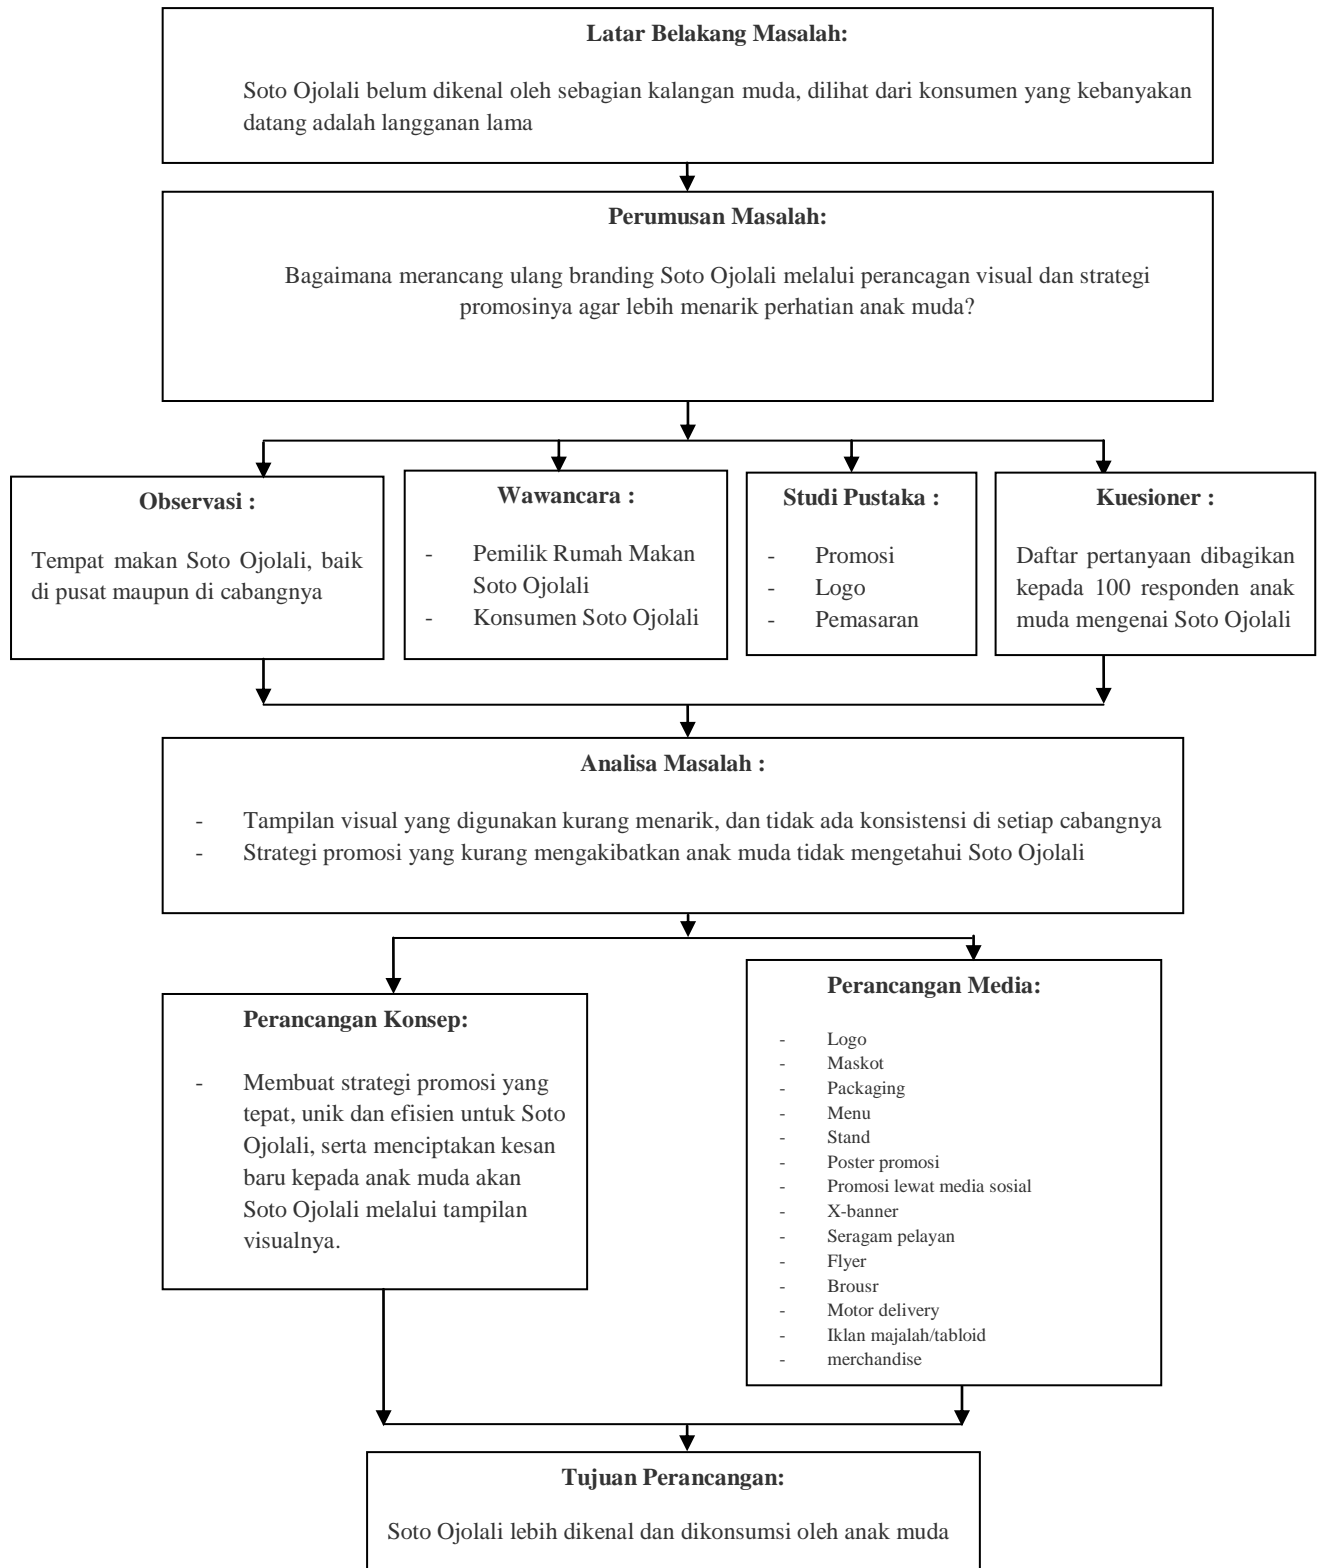 Latar Belakang Masalah:
Soto Ojolali belum dikenal oleh sebagian kalangan muda, dilihat dari konsumen yang kebanyakan
datang adalah langganan lama
Perumusan Masalah:
Bagaimana merancang ulang branding Soto Ojolali melalui perancagan visual dan strategi
promosinya agar lebih menarik perhatian anak muda?
Observasi :
Tempat makan Soto Ojolali, baik
di pusat maupun di cabangnya
Wawancara :
- Pemilik Rumah Makan
Soto Ojolali
- Konsumen Soto Ojolali
Studi Pustaka :
- Promosi
- Logo
- Pemasaran
Kuesioner :
Daftar pertanyaan dibagikan
kepada 100 responden anak
muda mengenai Soto Ojolali
Analisa Masalah :
- Tampilan visual yang digunakan kurang menarik, dan tidak ada konsistensi di setiap cabangnya
- Strategi promosi yang kurang mengakibatkan anak muda tidak mengetahui Soto Ojolali
Perancangan Konsep:
- Membuat strategi promosi yang
tepat, unik dan efisien untuk Soto
Ojolali, serta menciptakan kesan
baru kepada anak muda akan
Soto Ojolali melalui tampilan
visualnya.
Perancangan Media:
- Logo
- Maskot
- Packaging
- Menu
- Stand
- Poster promosi
- Promosi lewat media sosial
- X-banner
- Seragam pelayan
- Flyer
- Brousr
- Motor delivery
- Iklan majalah/tabloid
- merchandise
Tujuan Perancangan:
Soto Ojolali lebih dikenal dan dikonsumsi oleh anak muda